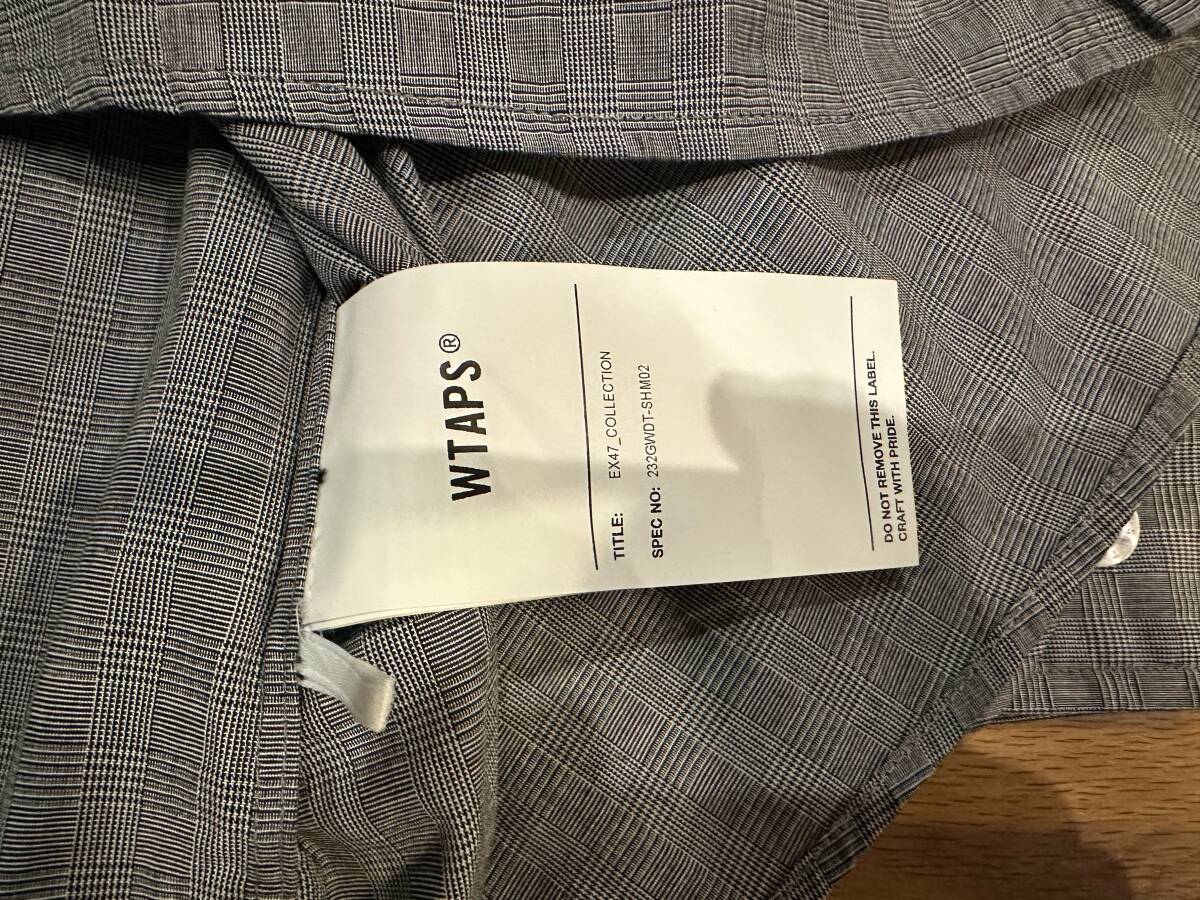 WTAPS®
TITLE: EX47_COLLECTION
SPEC NO: 232GWDT-SHM02
DO NOT REMOVE THIS LABEL.
CRAFT WITH PRIDE.